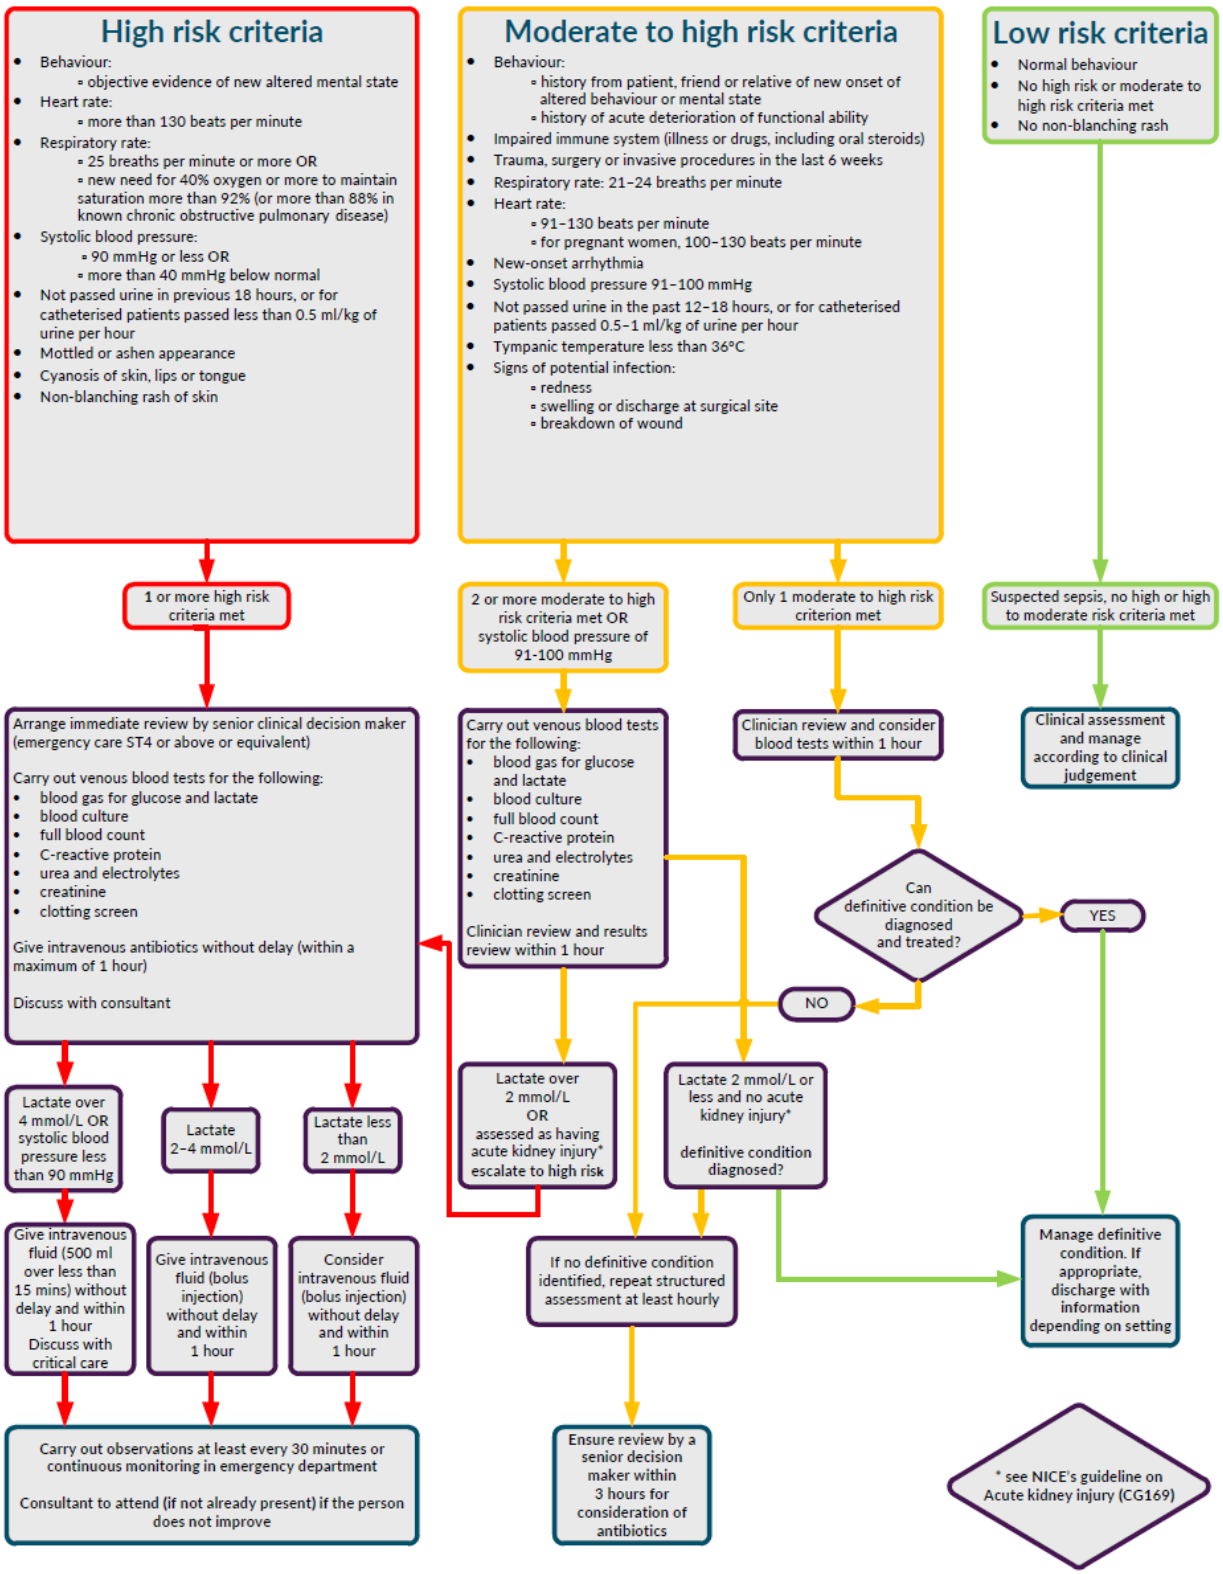 High risk criteria
• Behaviour:
▫ objective evidence of new altered mental state
• Heart rate:
▫ more than 130 beats per minute
• Respiratory rate:
▫ 25 breaths per minute or more OR
▫ new need for 40% oxygen or more to maintain
saturation more than 92% (or more than 88% in
known chronic obstructive pulmonary disease)
• Systolic blood pressure:
▫ 90 mmHg or less OR
▫ more than 40 mmHg below normal
• Not passed urine in previous 18 hours, or for
catheterised patients passed less than 0.5 ml/kg of
urine per hour
• Mottled or ashen appearance
• Cyanosis of skin, lips or tongue
• Non-blanching rash of skin
Moderate to high risk criteria
• Behaviour:
▫ history from patient, friend or relative of new onset of
altered behaviour or mental state
▫ history of acute deterioration of functional ability
• Impaired immune system (illness or drugs, including oral steroids)
• Trauma, surgery or invasive procedures in the last 6 weeks
• Respiratory rate: 21–24 breaths per minute
• Heart rate:
▫ 91–130 beats per minute
▫ for pregnant women, 100–130 beats per minute
• New-onset arrhythmia
• Systolic blood pressure 91–100 mmHg
• Not passed urine in the past 12–18 hours, or for catheterised
patients passed 0.5–1 ml/kg of urine per hour
• Tympanic temperature less than 36°C
• Signs of potential infection:
▫ redness
▫ swelling or discharge at surgical site
▫ breakdown of wound
Low risk criteria
• Normal behaviour
• No high risk or moderate to
high risk criteria met
• No non-blanching rash
1 or more high risk
criteria met
2 or more moderate to high
risk criteria met OR
systolic blood pressure of
91-100 mmHg
Only 1 moderate to high risk
criterion met
Suspected sepsis, no high or high
to moderate risk criteria met
Arrange immediate review by senior clinical decision maker
(emergency care ST4 or above or equivalent)
Carry out venous blood tests for the following:
• blood gas for glucose and lactate
• blood culture
• full blood count
• C-reactive protein
• urea and electrolytes
• creatinine
• clotting screen
Give intravenous antibiotics without delay (within a
maximum of 1 hour)
Discuss with consultant
Carry out venous blood tests
for the following:
• blood gas for glucose
and lactate
• blood culture
• full blood count
• C-reactive protein
• urea and electrolytes
• creatinine
• clotting screen
Clinician review and results
review within 1 hour
Clinician review and consider
blood tests within 1 hour
Clinical assessment
and manage
according to clinical
judgement
Can
definitive condition be
diagnosed
and treated?
YES
NO
Lactate over
4 mmol/L OR
systolic blood
pressure less
than 90 mmHg
Lactate
2–4 mmol/L
Lactate less
than
2 mmol/L
Lactate over
2 mmol/L
OR
assessed as having
acute kidney injury*
escalate to high risk
Lactate 2 mmol/L or
less and no acute
kidney injury*
definitive condition
diagnosed?
Give intravenous
fluid (500 ml
over less than
15 mins) without
delay and within
1 hour
Discuss with
critical care
Give intravenous
fluid (bolus
injection)
without delay
and within
1 hour
Consider
intravenous fluid
(bolus injection)
without delay
and within
1 hour
If no definitive condition
identified, repeat structured
assessment at least hourly
Manage definitive
condition. If
appropriate,
discharge with
information
depending on setting
Carry out observations at least every 30 minutes or
continuous monitoring in emergency department
Consultant to attend (if not already present) if the person
does not improve
Ensure review by a
senior decision
maker within
3 hours for
consideration of
antibiotics
* see NICE's guideline on
Acute kidney injury (CG169)